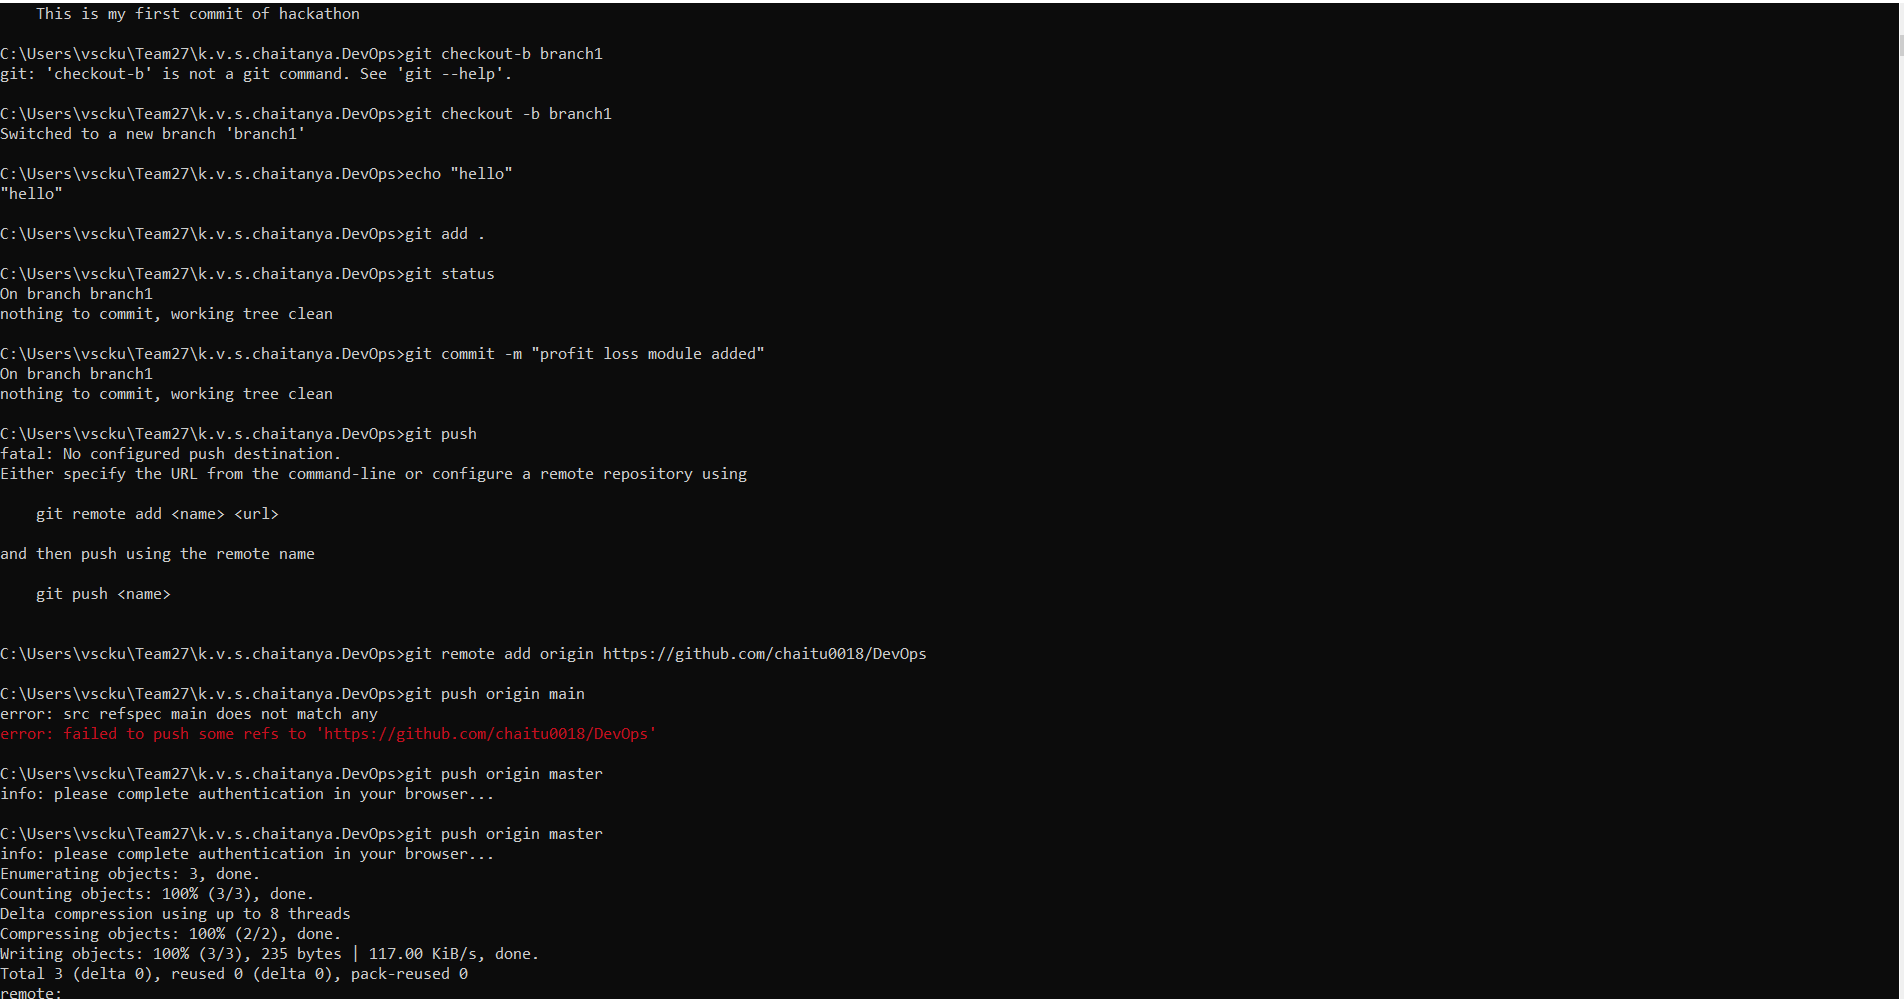 This is my first commit of hackathon
C:\Users\vscku\Team27\k.v.s.chaitanya.DevOps>git checkout-b branch1
git: 'checkout-b' is not a git command. See 'git --help'.
C:\Users\vscku\Team27\k.v.s.chaitanya.DevOps>git checkout -b branch1
Switched to a new branch 'branch1'
C:\Users\vscku\Team27\k.v.s.chaitanya.DevOps>echo "hello"
"hello"
C:\Users\vscku\Team27\k.v.s.chaitanya.DevOps>git add .
C:\Users\vscku\Team27\k.v.s.chaitanya.DevOps>git status
On branch branch1
nothing to commit, working tree clean
C:\Users\vscku\Team27\k.v.s.chaitanya.DevOps>git commit -m "profit loss module added"
On branch branch1
nothing to commit, working tree clean
C:\Users\vscku\Team27\k.v.s.chaitanya.DevOps>git push
fatal: No configured push destination.
Either specify the URL from the command-line or configure a remote repository using
git remote add <name> <url>
and then push using the remote name
git push <name>
C:\Users\vscku\Team27\k.v.s.chaitanya.DevOps>git remote add origin https://github.com/chaitu0018/DevOps
C:\Users\vscku\Team27\k.v.s.chaitanya.DevOps>git push origin main
error: src refspec main does not match any
error: failed to push some refs to 'https://github.com/chaitu0018/DevOps'
C:\Users\vscku\Team27\k.v.s.chaitanya.DevOps>git push origin master
info: please complete authentication in your browser...
C:\Users\vscku\Team27\k.v.s.chaitanya.DevOps>git push origin master
info: please complete authentication in your browser...
Enumerating objects: 3, done.
Counting objects: 100% (3/3), done.
Delta compression using up to 8 threads
Compressing objects: 100% (2/2), done.
Writing objects: 100% (3/3), 235 bytes | 117.00 KiB/s, done.
Total 3 (delta 0), reused 0 (delta 0), pack-reused 0
remote: